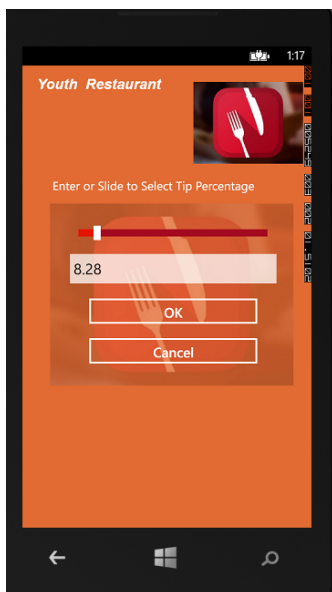 1:17
Youth Restaurant
Enter or Slide to Select Tip Percentage
8.28
OK
Cancel